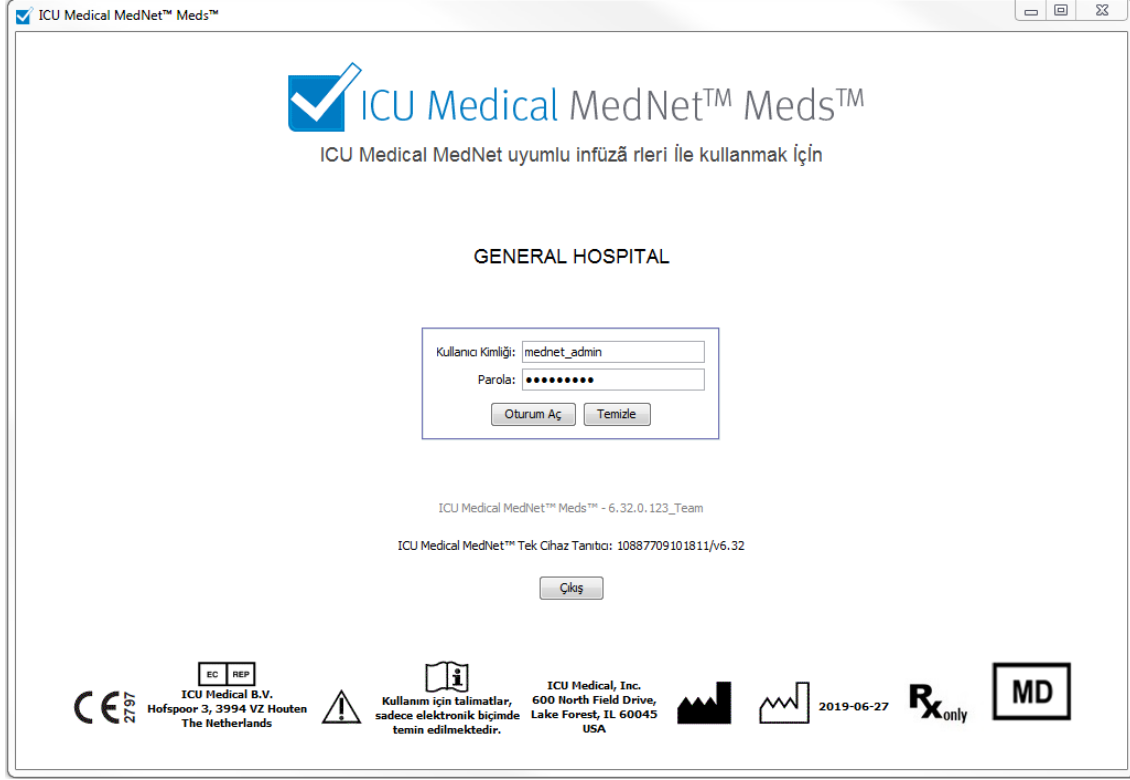 ICU Medical MedNet™ Meds™
ICU Medical MedNet™ Meds™
ICU Medical MedNet uyumlu infüzã rleri İle kullanmak İçİn
GENERAL HOSPITAL
Kullanıcı Kimliği: mednet_admin
Parola: •••••••••
Oturum Aç Temizle
ICU Medical MedNet™ Meds™ - 6.32.0.123_Team
ICU Medical MedNet™ Tek Cihaz Tanıtıcı: 10887709101811/v6.32
Çıkış
CE 2797
EC REP
ICU Medical B.V.
Hofspoor 3, 3994 VZ Houten
The Netherlands
Kullanım için talimatlar,
sadece elektronik biçimde
temin edilmektedir.
ICU Medical, Inc.
600 North Field Drive,
Lake Forest, IL 60045
USA
2019-06-27
Rx only
MD